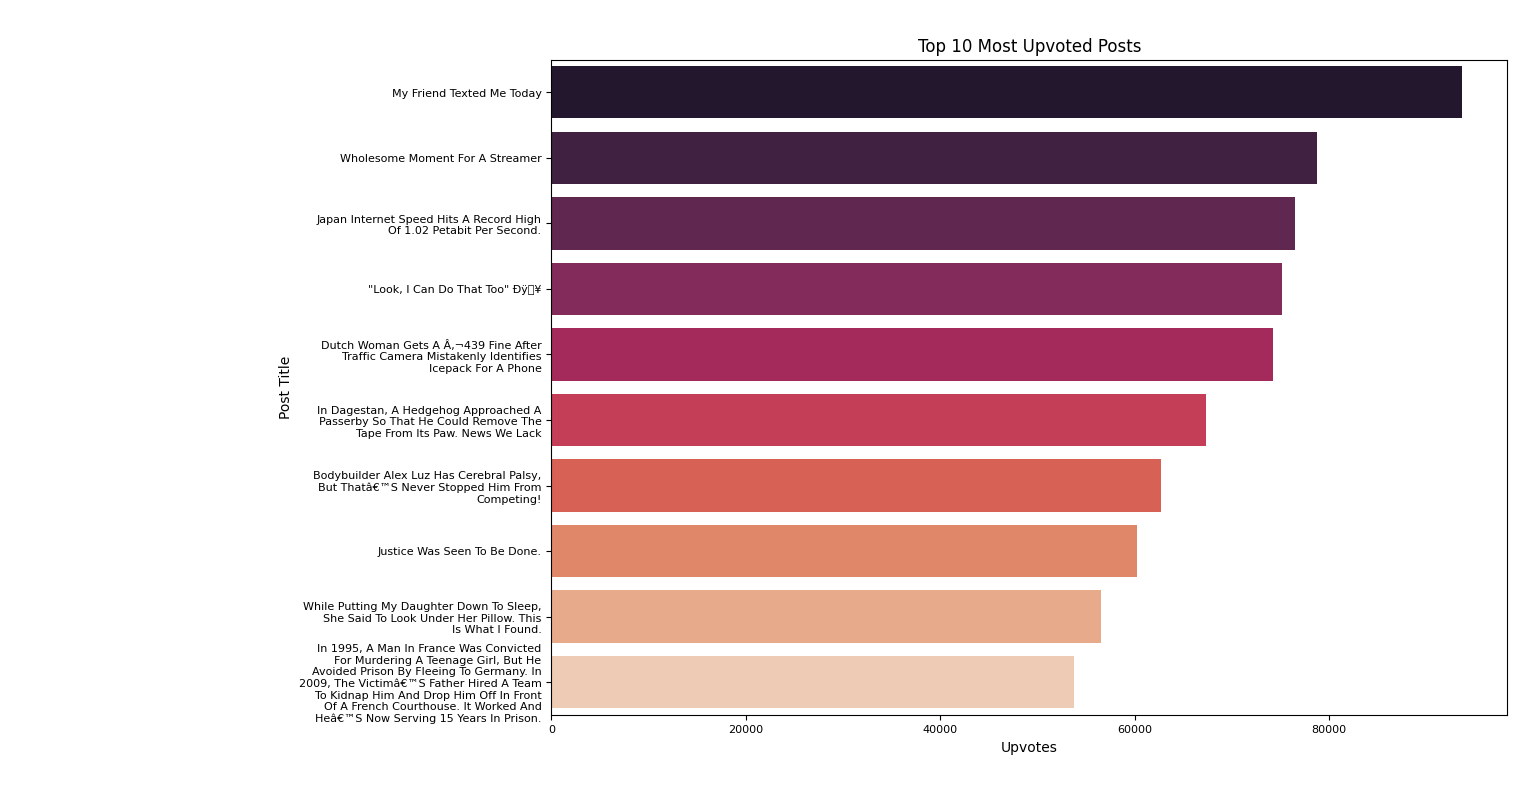 Top 10 Most Upvoted Posts
My Friend Texted Me Today
Wholesome Moment For A Streamer
Japan Internet Speed Hits A Record High
Of 1.02 Petabit Per Second.
"Look, I Can Do That Too" Ðÿ▯¥
Dutch Woman Gets A Â‚¬439 Fine After
Traffic Camera Mistakenly Identifies
Icepack For A Phone
In Dagestan, A Hedgehog Approached A
Passerby So That He Could Remove The
Tape From Its Paw. News We Lack
Bodybuilder Alex Luz Has Cerebral Palsy,
But Thatâ€™S Never Stopped Him From
Competing!
Justice Was Seen To Be Done.
While Putting My Daughter Down To Sleep,
She Said To Look Under Her Pillow. This
Is What I Found.
In 1995, A Man In France Was Convicted
For Murdering A Teenage Girl, But He
Avoided Prison By Fleeing To Germany. In
2009, The Victimâ€™S Father Hired A Team
To Kidnap Him And Drop Him Off In Front
Of A French Courthouse. It Worked And
Heâ€™S Now Serving 15 Years In Prison.
Post Title
0 20000 40000 60000 80000
Upvotes